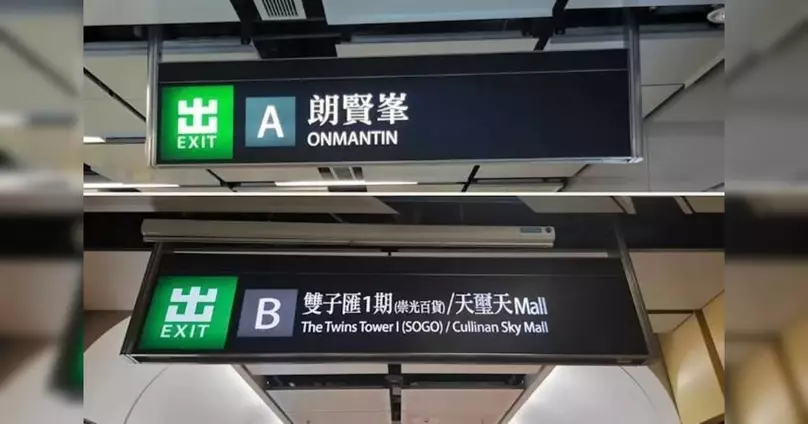 出
EXIT
A
朗賢峯
ONMANTIN
出
EXIT
B
雙子匯1期(崇光百貨)/天璽天Mall
The Twins Tower I (SOGO) / Cullinan Sky Mall